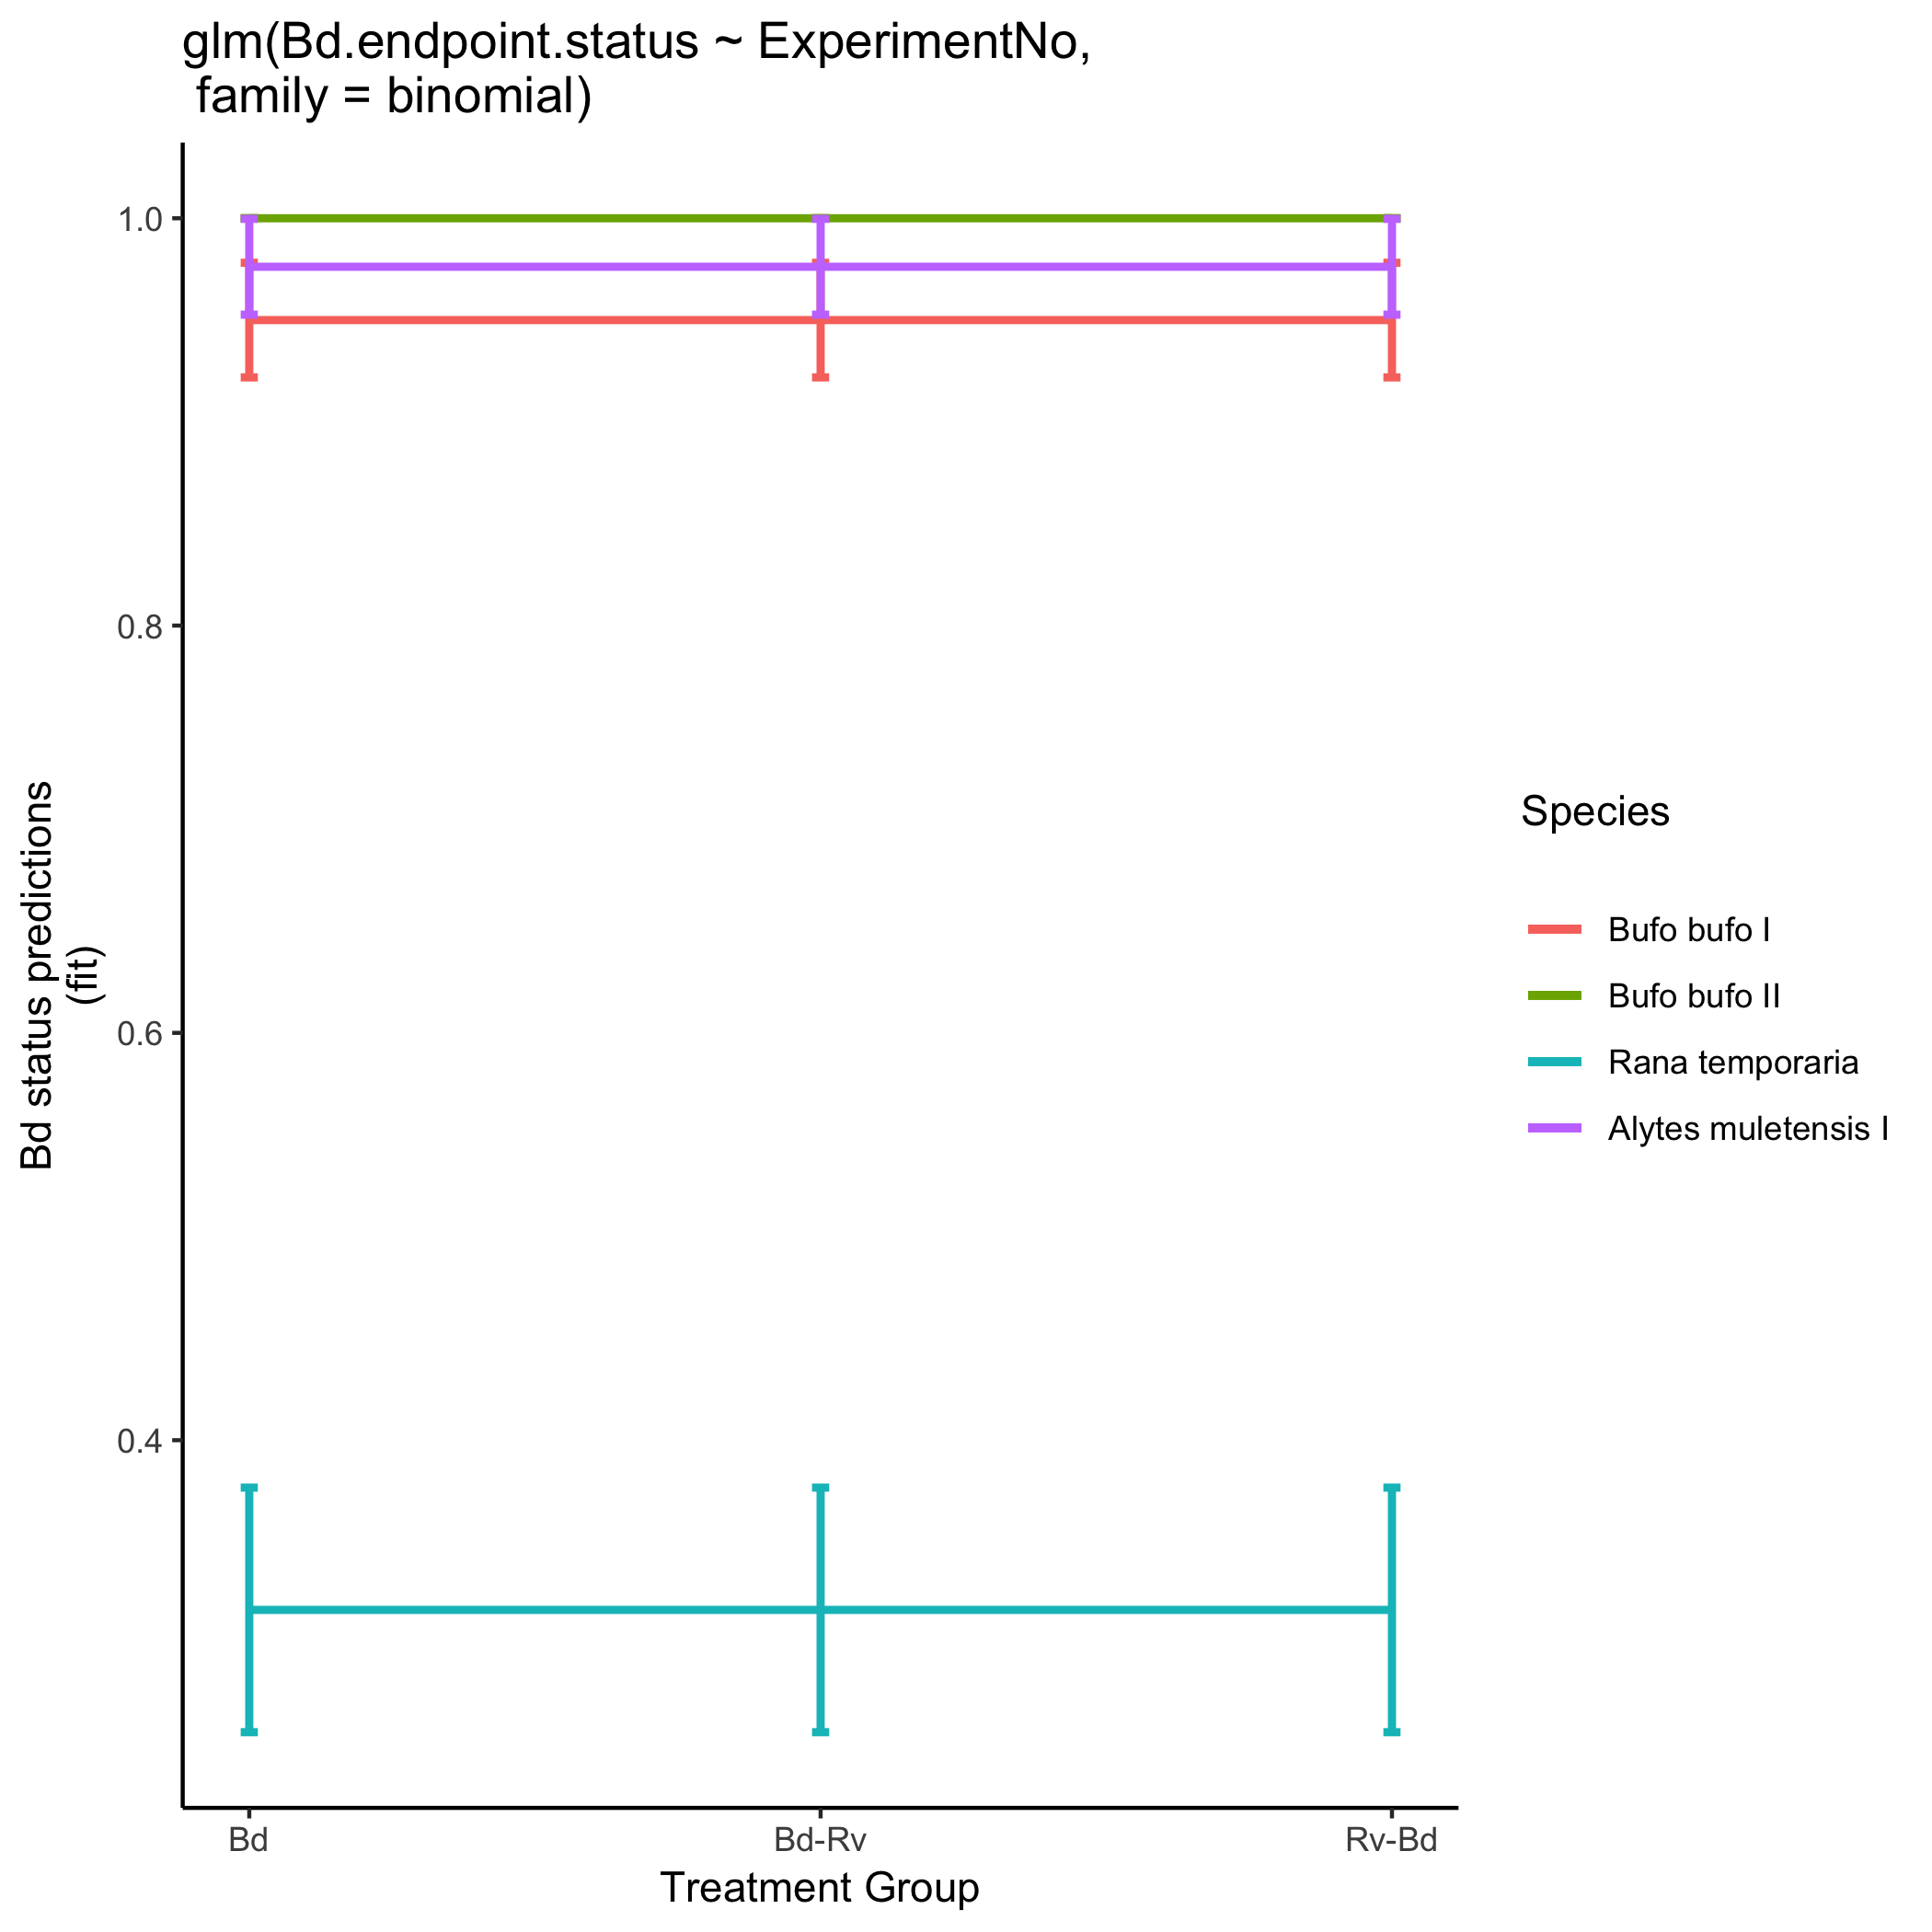 glm(Bd.endpoint.status ~ ExperimentNo,
family = binomial)
1.0
0.8
0.6
0.4
Bd status predictions
(fit)
Bd
Bd-Rv
Rv-Bd
Treatment Group
Species
Bufo bufo I
Bufo bufo II
Rana temporaria
Alytes muletensis I